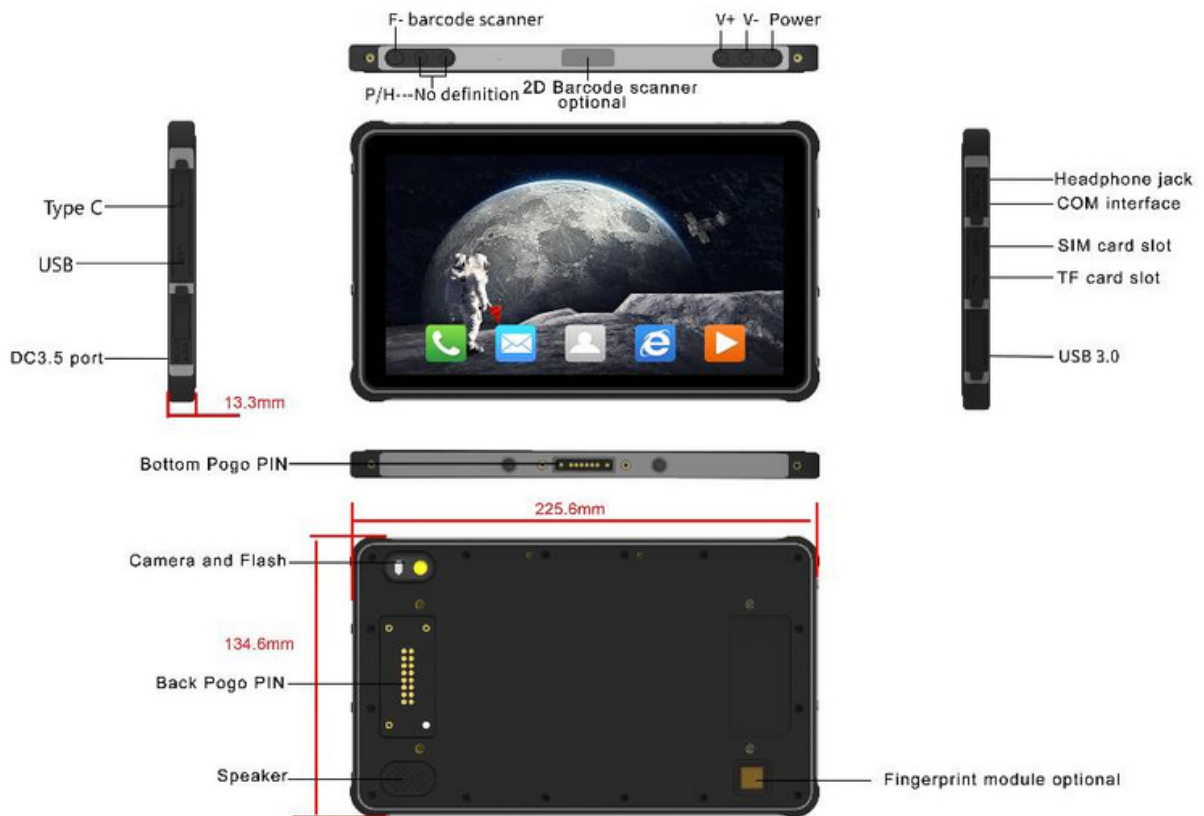 F- barcode scanner
V+ V- Power
P/H---No definition
2D Barcode scanner
optional
Type C
USB
DC3.5 port
13.3mm
Headphone jack
COM interface
SIM card slot
TF card slot
USB 3.0
Bottom Pogo PIN
225.6mm
Camera and Flash
134.6mm
Back Pogo PIN
Speaker
Fingerprint module optional